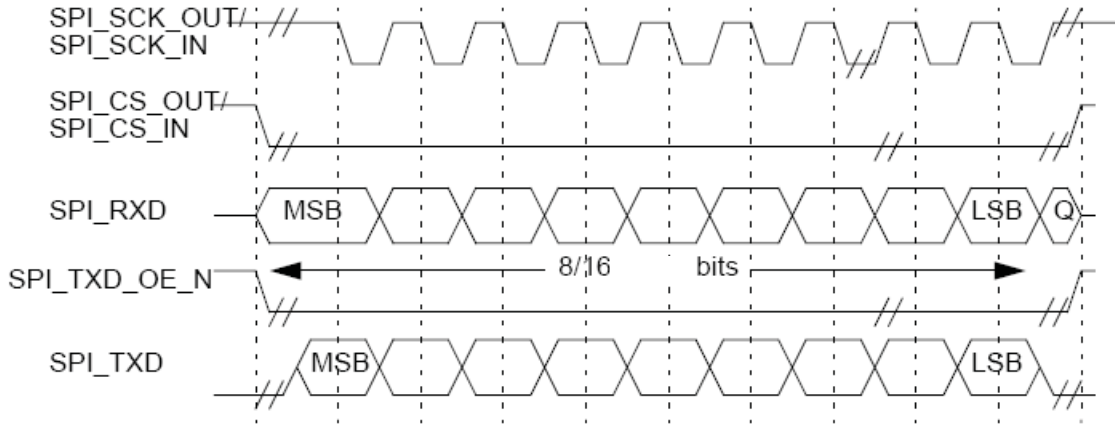 SPI_SCK_OUT/
SPI_SCK_IN
SPI_CS_OUT/
SPI_CS_IN
SPI_RXD MSB LSB Q
8/16 bits
SPI_TXD_OE_N
SPI_TXD MSB LSB